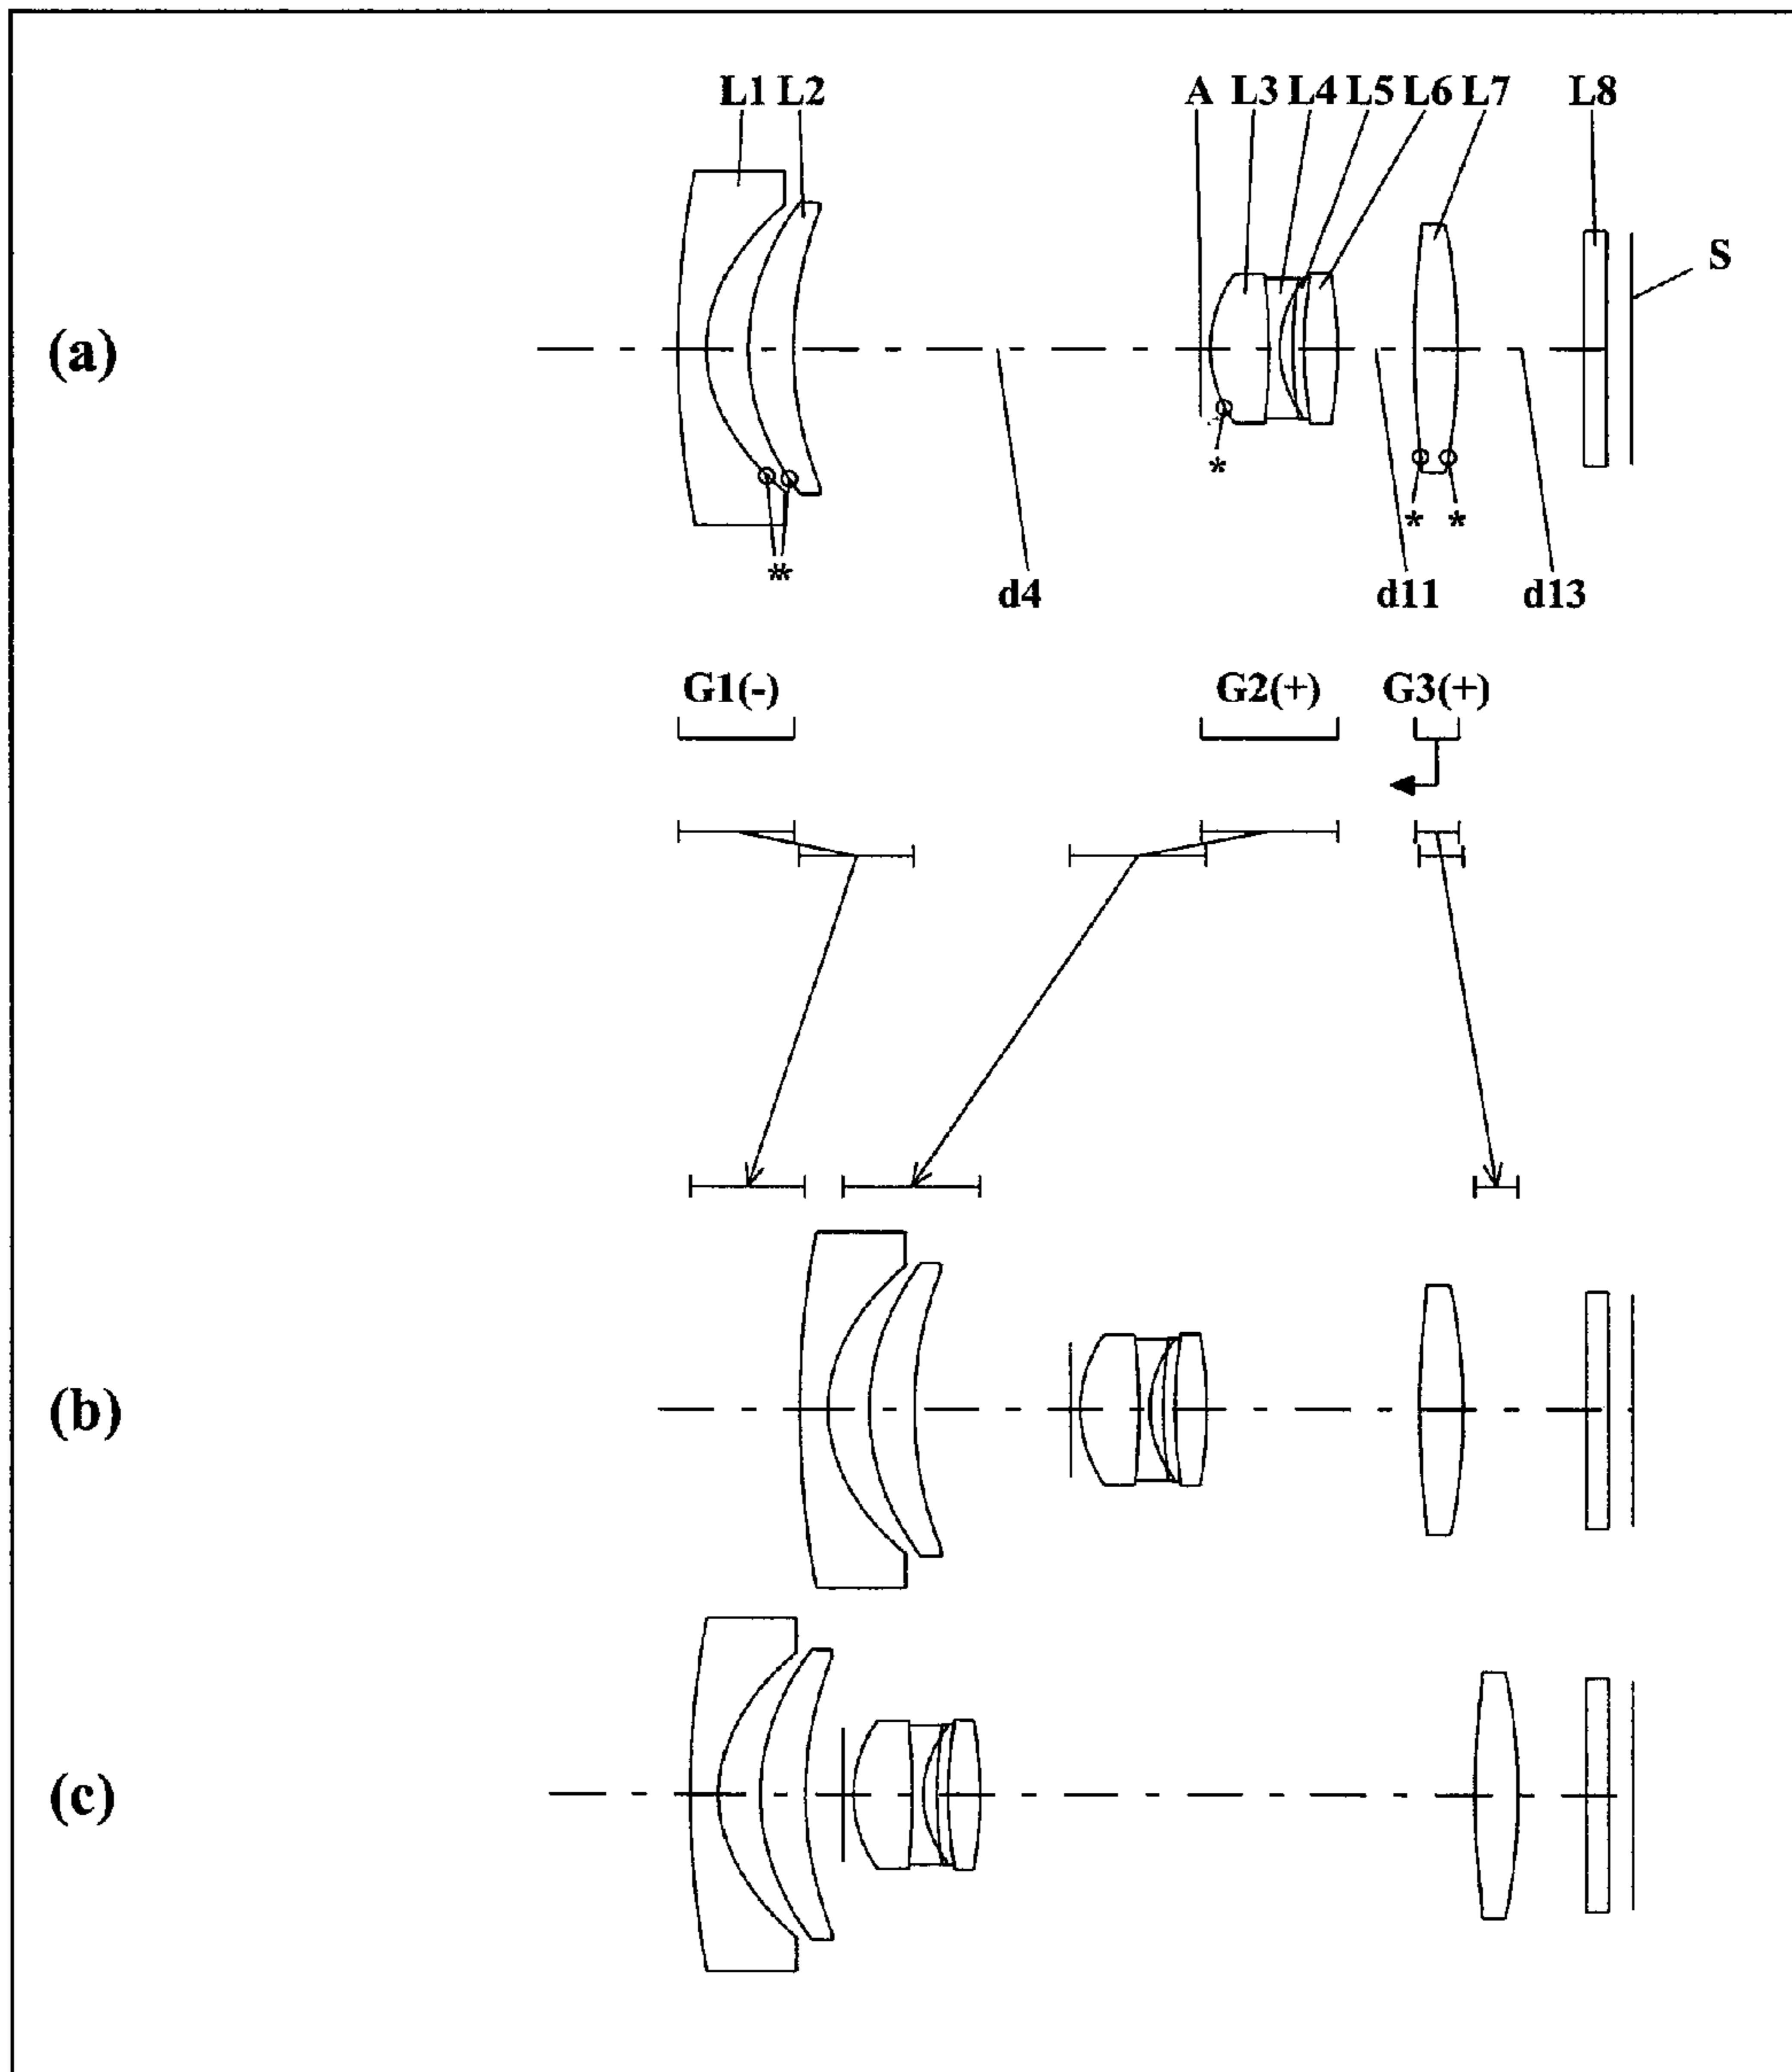 L1 L2 A L3 L4 L5 L6 L7 L8
S
(a)
*
* *
**
d4 d11 d13
G1(-) G2(+) G3(+)
(b)
(c)